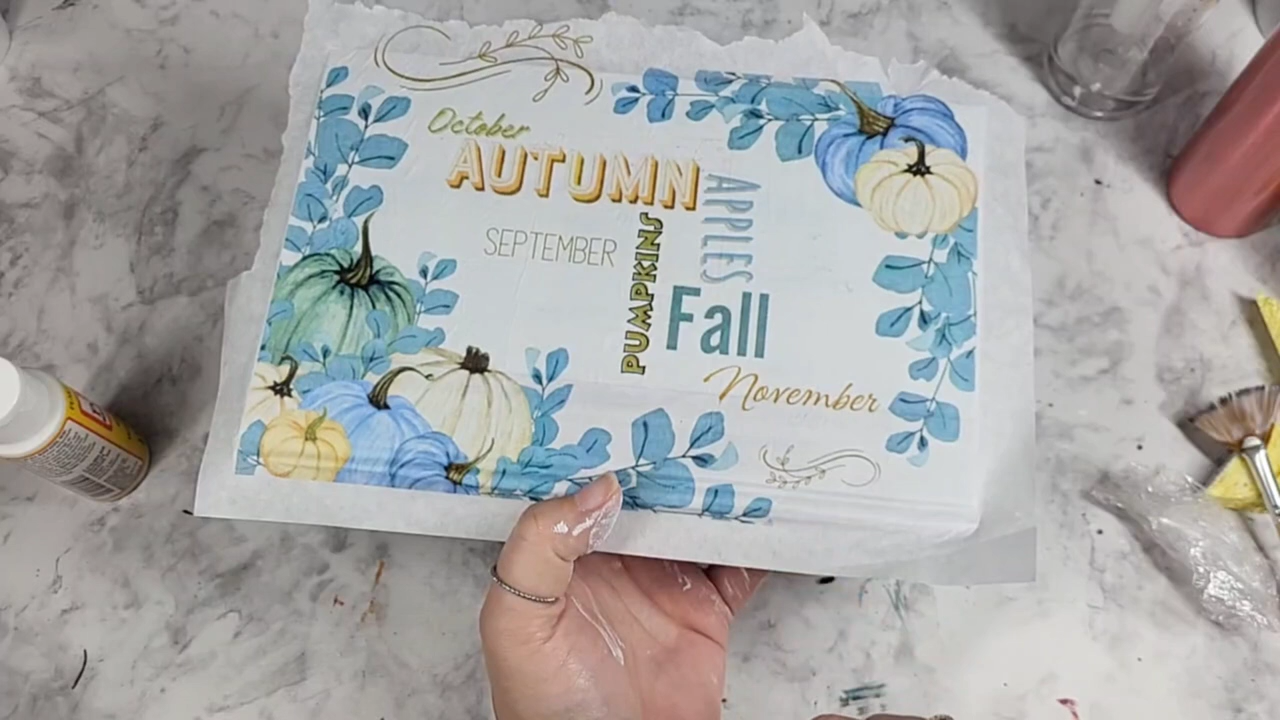 October
AUTUMN
SEPTEMBER
PUMPKINS
APPLES
Fall
November